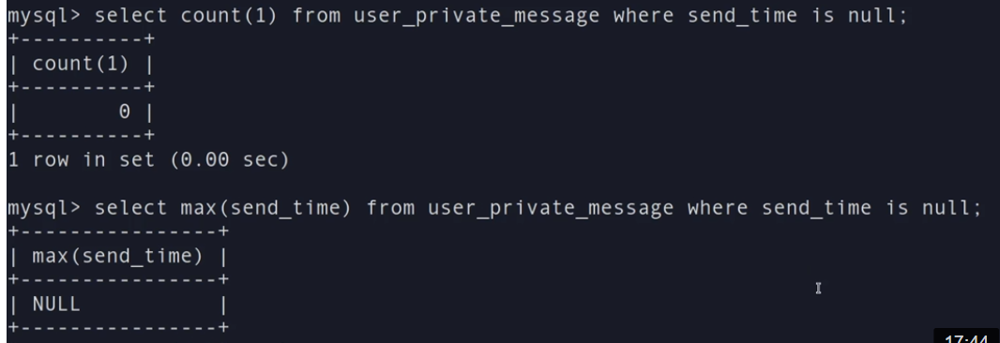 mysql> select count(1) from user_private_message where send_time is null;
+----------+
| count(1) |
+----------+
|        0 |
+----------+
1 row in set (0.00 sec)
mysql> select max(send_time) from user_private_message where send_time is null;
+----------------+
| max(send_time) |
+----------------+
| NULL           |
+----------------+
17:44